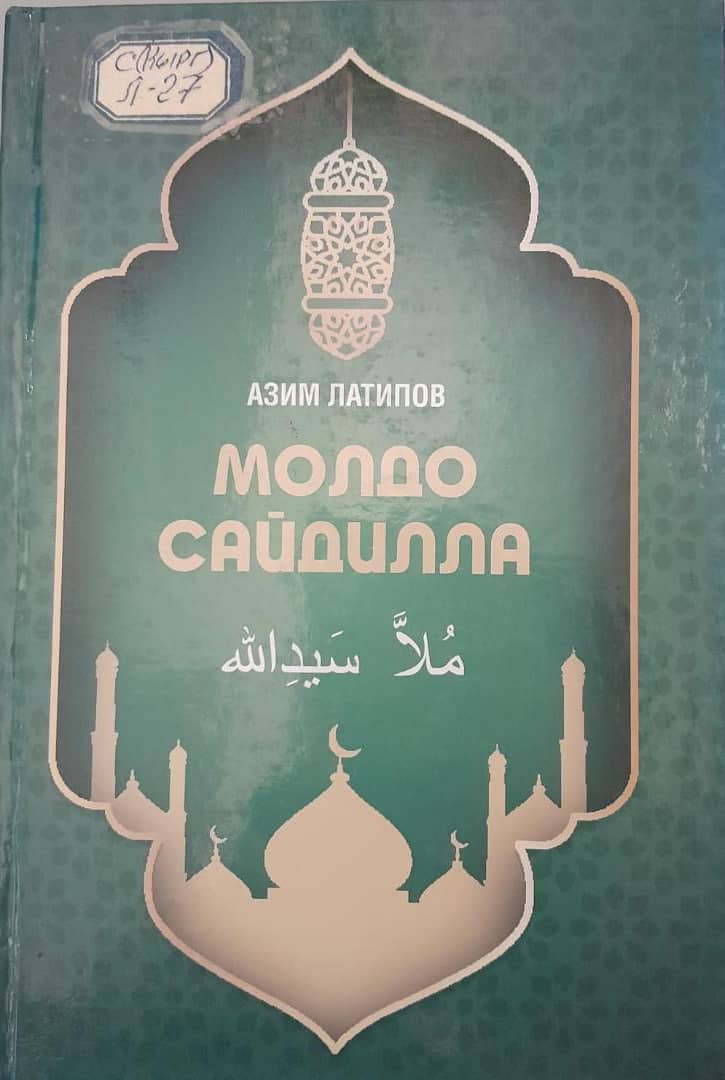 С(Кырг)
Л-27
АЗИМ ЛАТИПОВ
МОЛДО
САЙДИЛЛА
مُلاَّ سَيدِالله